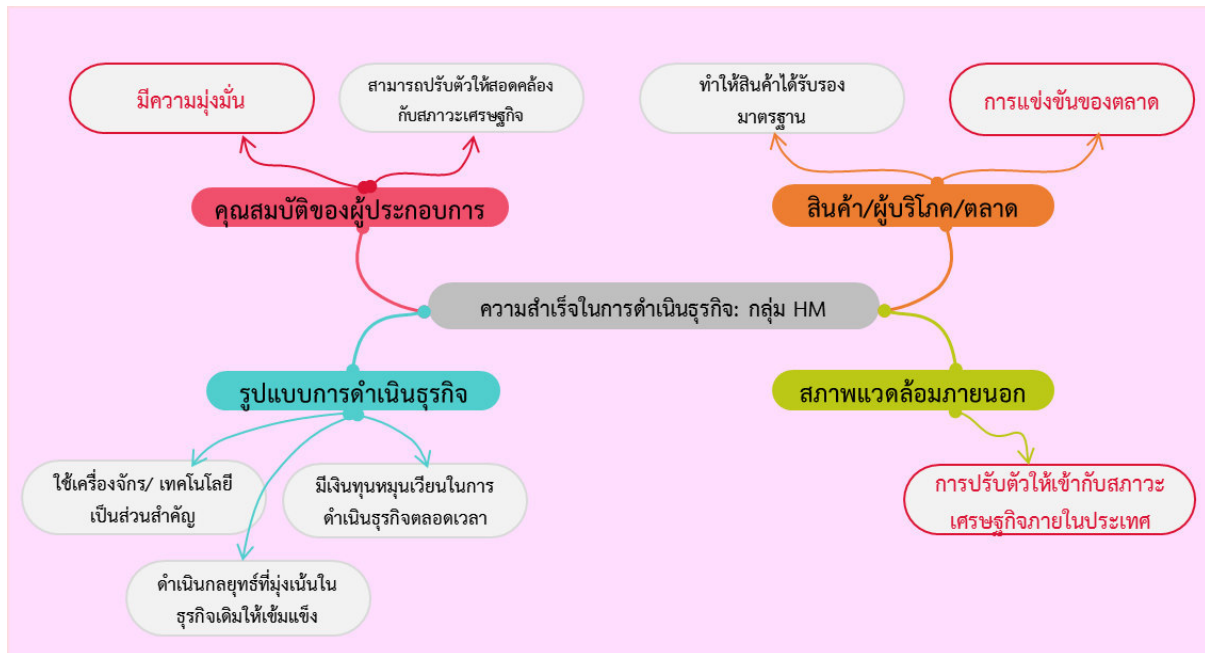 มีความมุ่งมั่น
สามารถปรับตัวให้สอดคล้อง
กับสภาวะเศรษฐกิจ
ทำให้สินค้าได้รับรอง
มาตรฐาน
การแข่งขันของตลาด
คุณสมบัติของผู้ประกอบการ
สินค้า/ผู้บริโภค/ตลาด
ความสำเร็จในการดำเนินธุรกิจ: กลุ่ม HM
รูปแบบการดำเนินธุรกิจ
สภาพแวดล้อมภายนอก
ใช้เครื่องจักร/ เทคโนโลยี
เป็นส่วนสำคัญ
มีเงินทุนหมุนเวียนในการ
ดำเนินธุรกิจตลอดเวลา
การปรับตัวให้เข้ากับสภาวะ
เศรษฐกิจภายในประเทศ
ดำเนินกลยุทธ์ที่มุ่งเน้นใน
ธุรกิจเดิมให้เข้มแข็ง